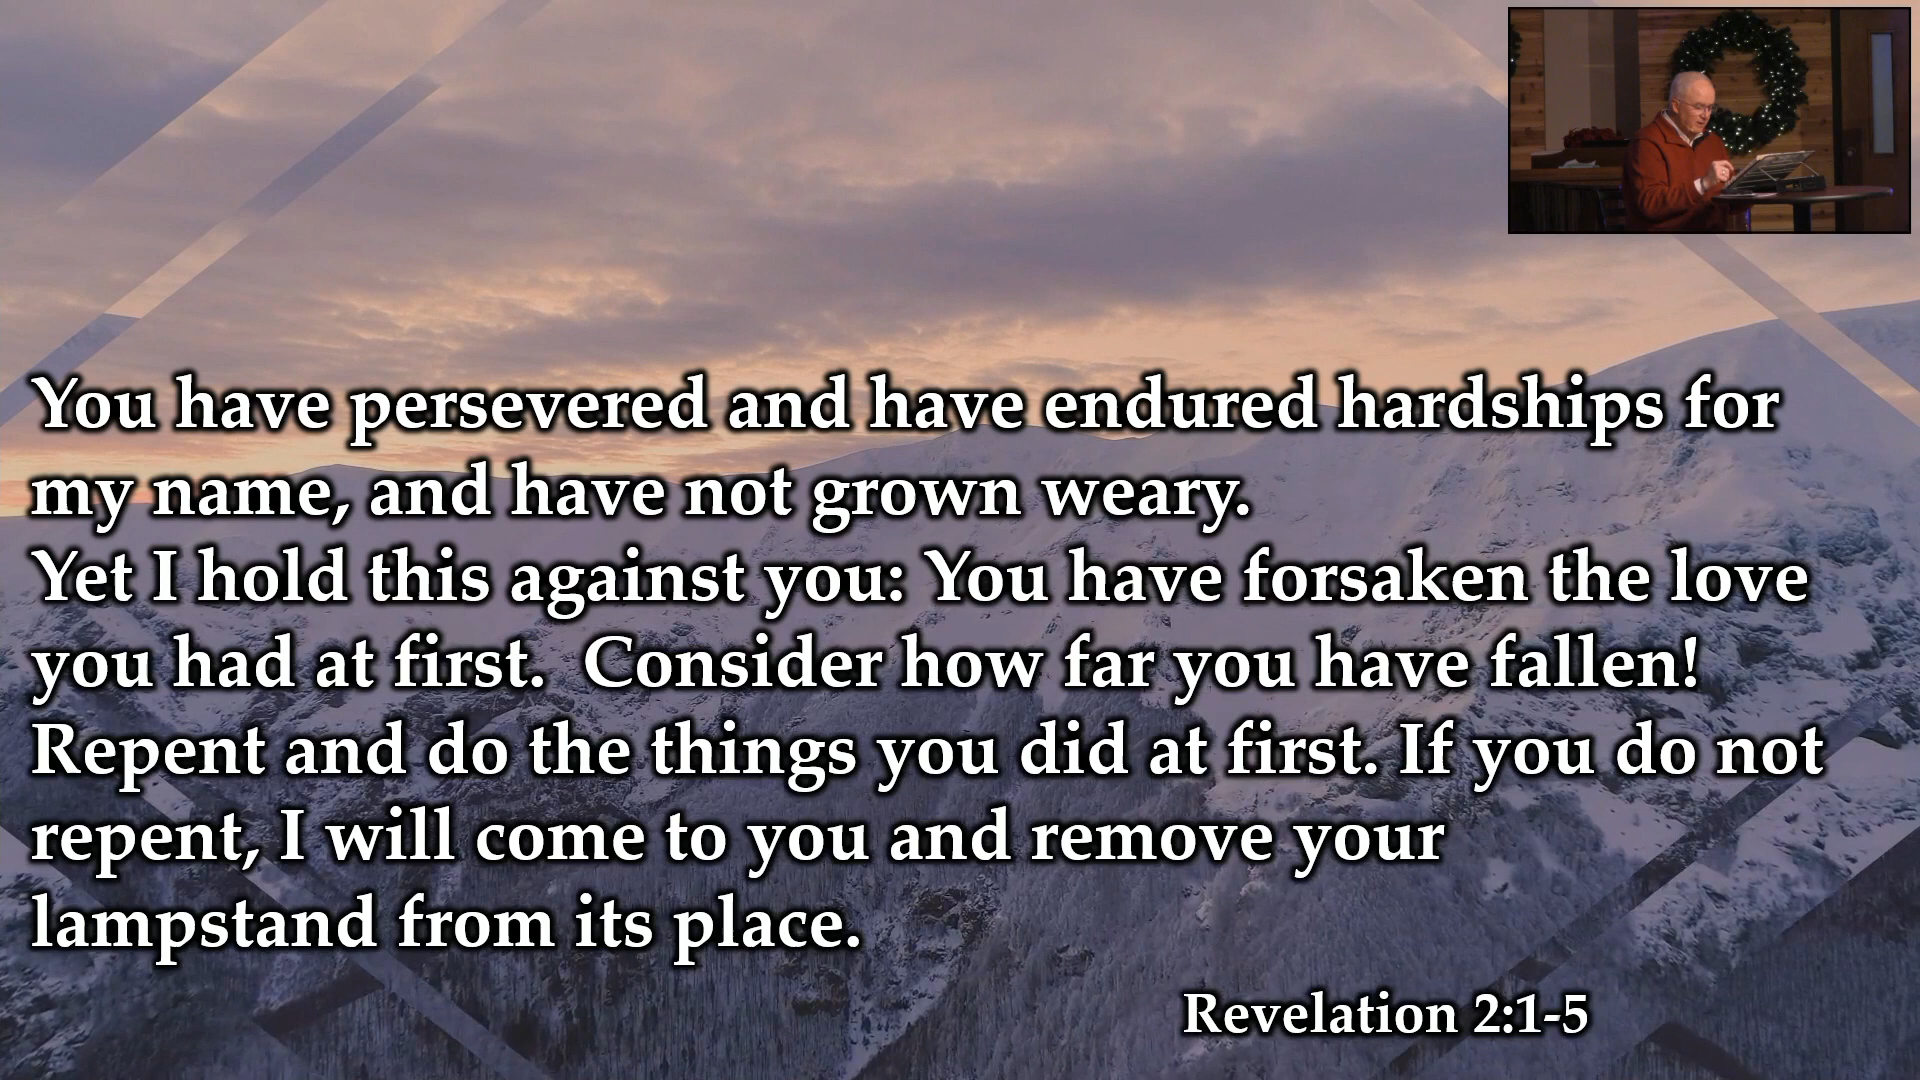 You have persevered and have endured hardships for
my name, and have not grown weary.
Yet I hold this against you: You have forsaken the love
you had at first.  Consider how far you have fallen!
Repent and do the things you did at first. If you do not
repent, I will come to you and remove your
lampstand from its place.
Revelation 2:1-5